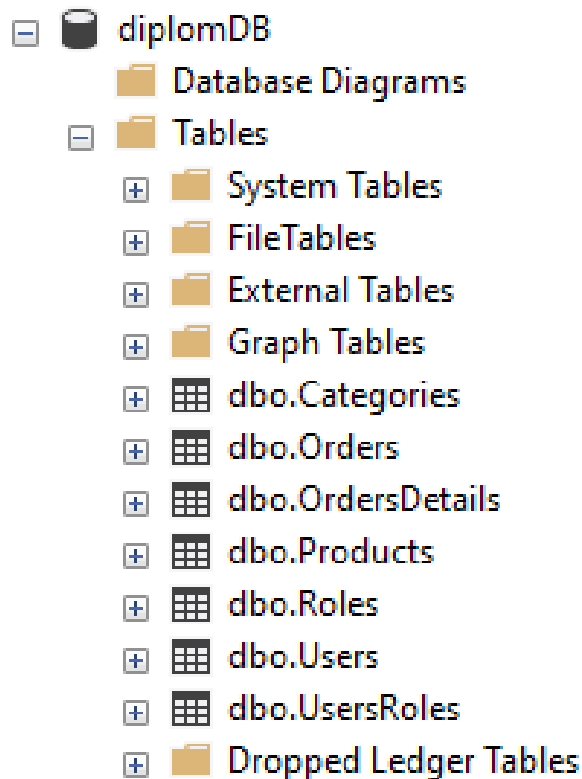 diplomDB
Database Diagrams
Tables
System Tables
FileTables
External Tables
Graph Tables
dbo.Categories
dbo.Orders
dbo.OrdersDetails
dbo.Products
dbo.Roles
dbo.Users
dbo.UsersRoles
Dropped Ledger Tables